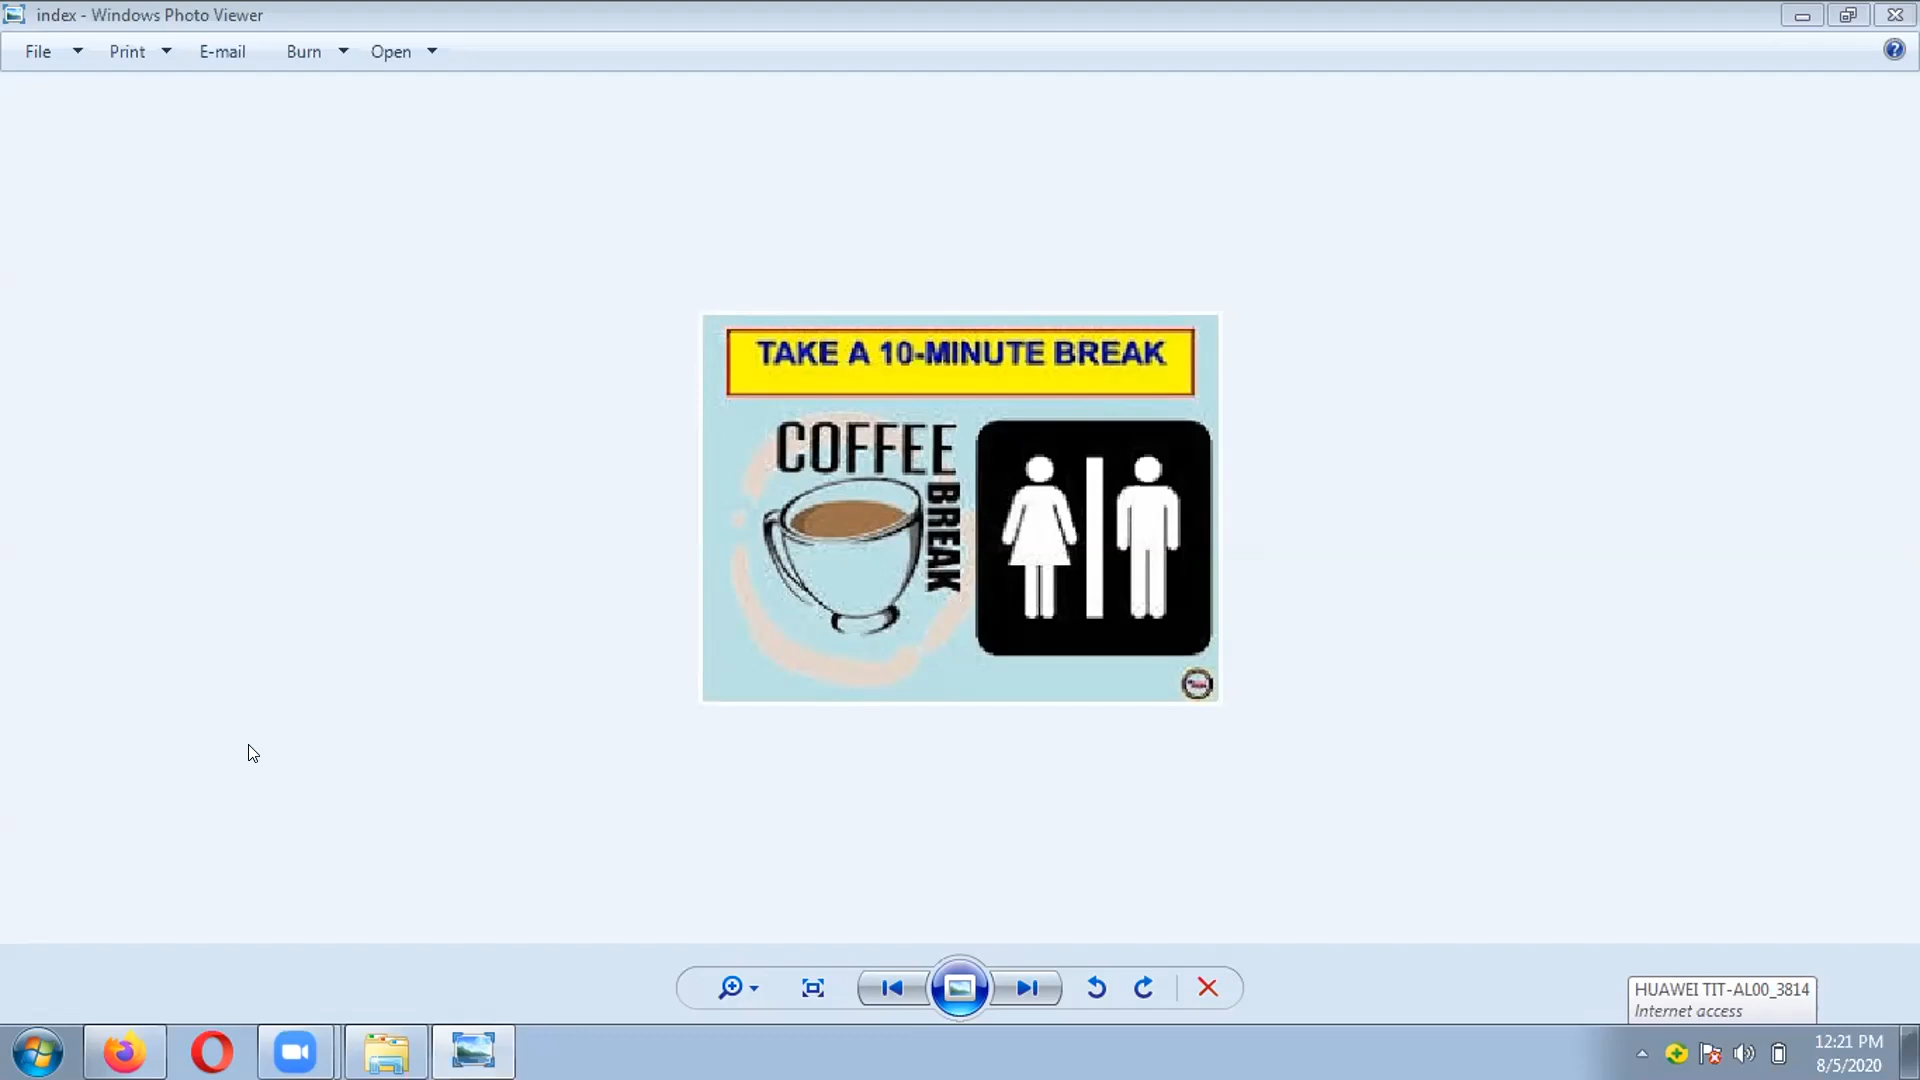 index - Windows Photo Viewer
File Print E-mail Burn Open
TAKE A 10-MINUTE BREAK
COFFEE
BREAK
HUAWEI TIT-AL00_3814
Internet access
12:21 PM
8/5/2020